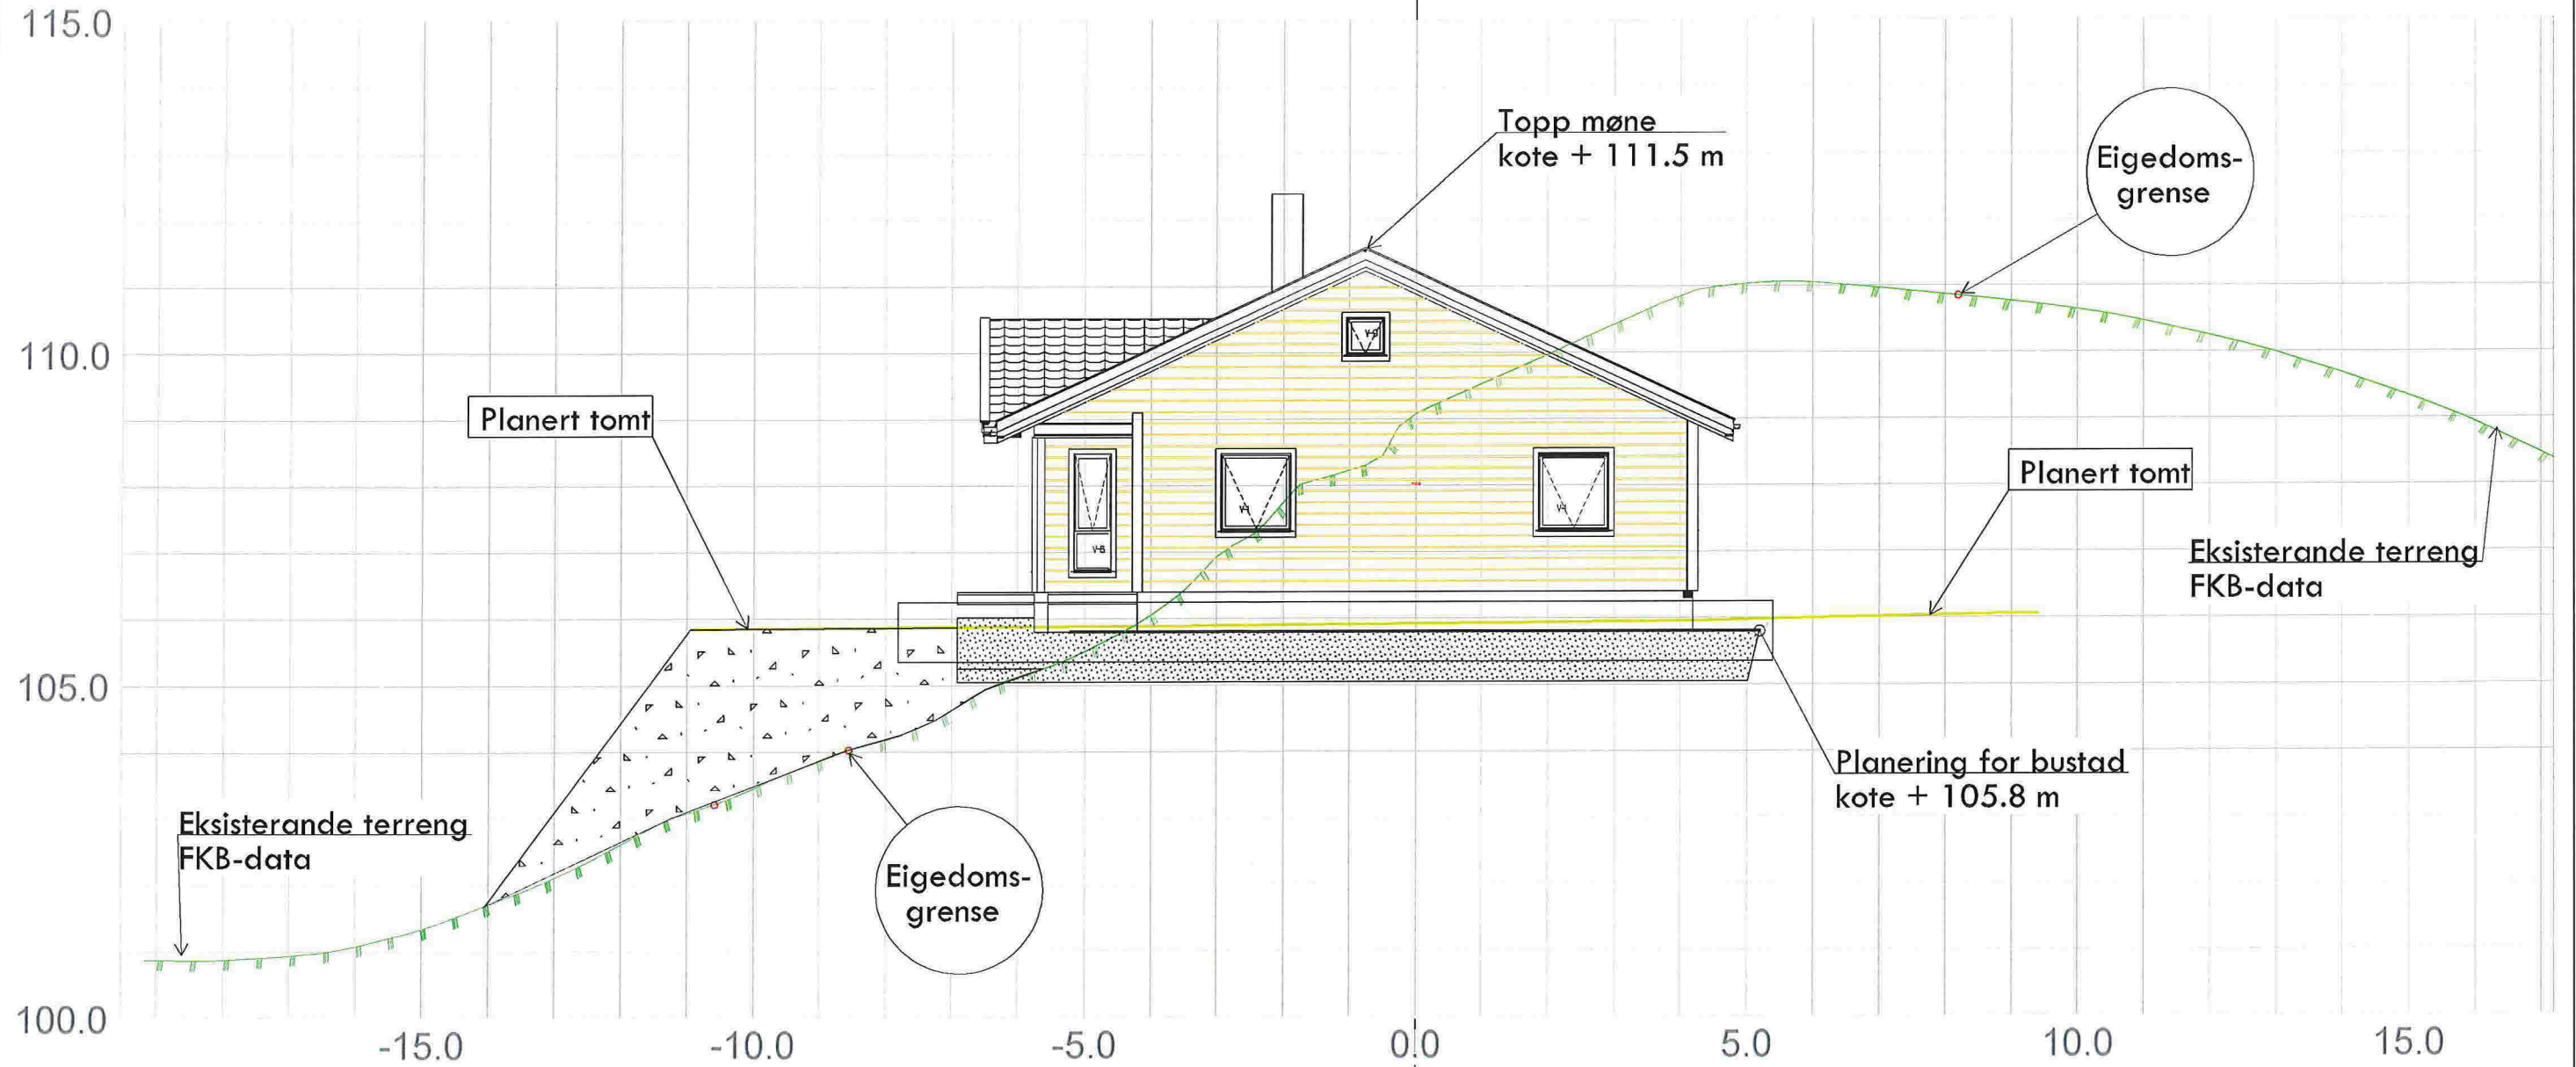 115.0
Topp møne
kote + 111.5 m
Eigedoms-
grense
110.0
Planert tomt
Planert tomt
V-1
V-1
V-B
Eksisterande terreng
FKB-data
105.0
Planering for bustad
kote + 105.8 m
Eksisterande terreng
FKB-data
Eigedoms-
grense
100.0
-15.0 -10.0 -5.0 0.0 5.0 10.0 15.0